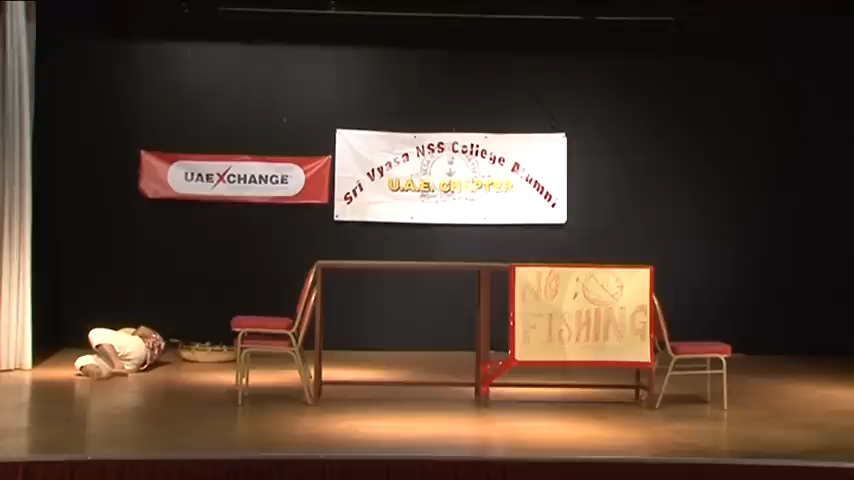 UAEXCHANGE
Sri Vyasa NSS College Alumni
U.A.E. CHAPTER
NO
FISHING